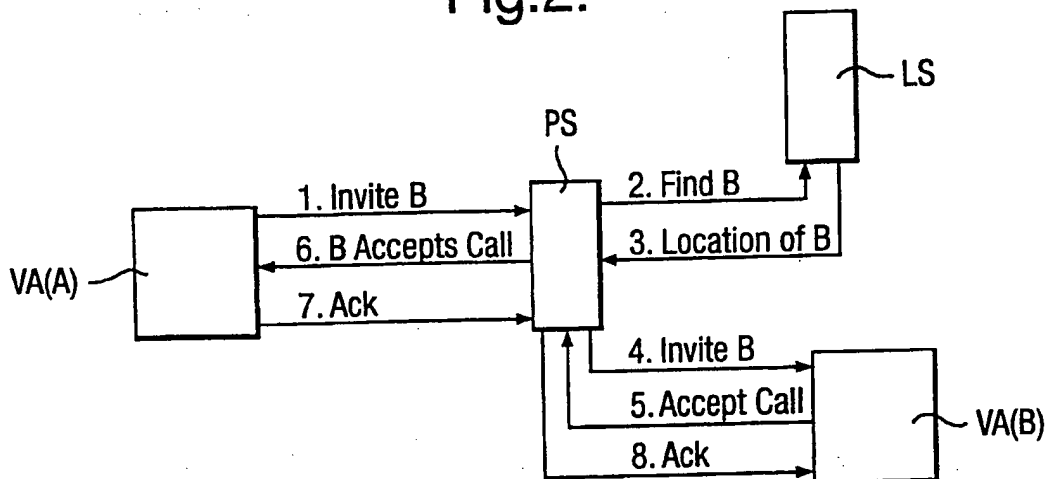 Fig.2.
LS
PS
1. Invite B
2. Find B
6. B Accepts Call
3. Location of B
VA(A)
7. Ack
4. Invite B
5. Accept Call
VA(B)
8. Ack